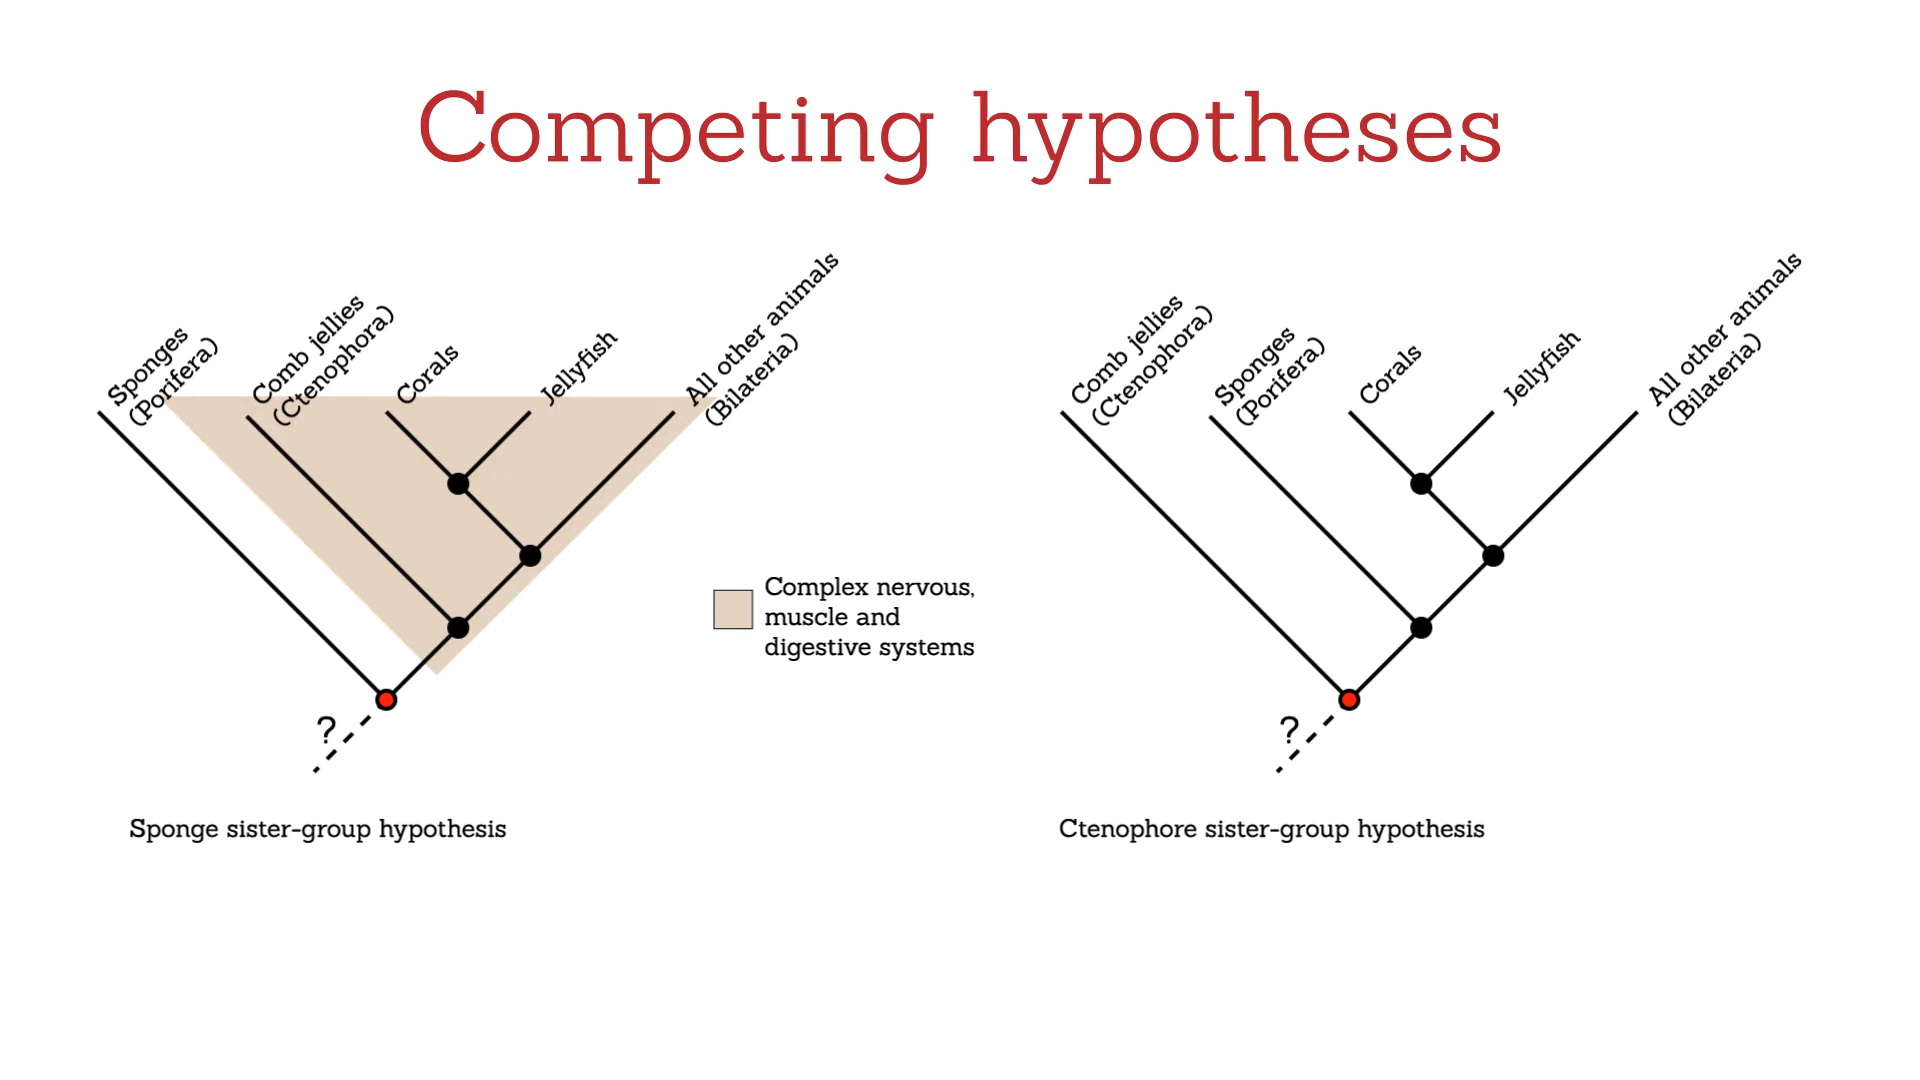 Competing hypotheses
Sponges
(Porifera)
Comb jellies
(Ctenophora)
Corals
Jellyfish
All other animals
(Bilateria)
?
Sponge sister-group hypothesis
Complex nervous,
muscle and
digestive systems
Comb jellies
(Ctenophora)
Sponges
(Porifera)
Corals
Jellyfish
All other animals
(Bilateria)
?
Ctenophore sister-group hypothesis